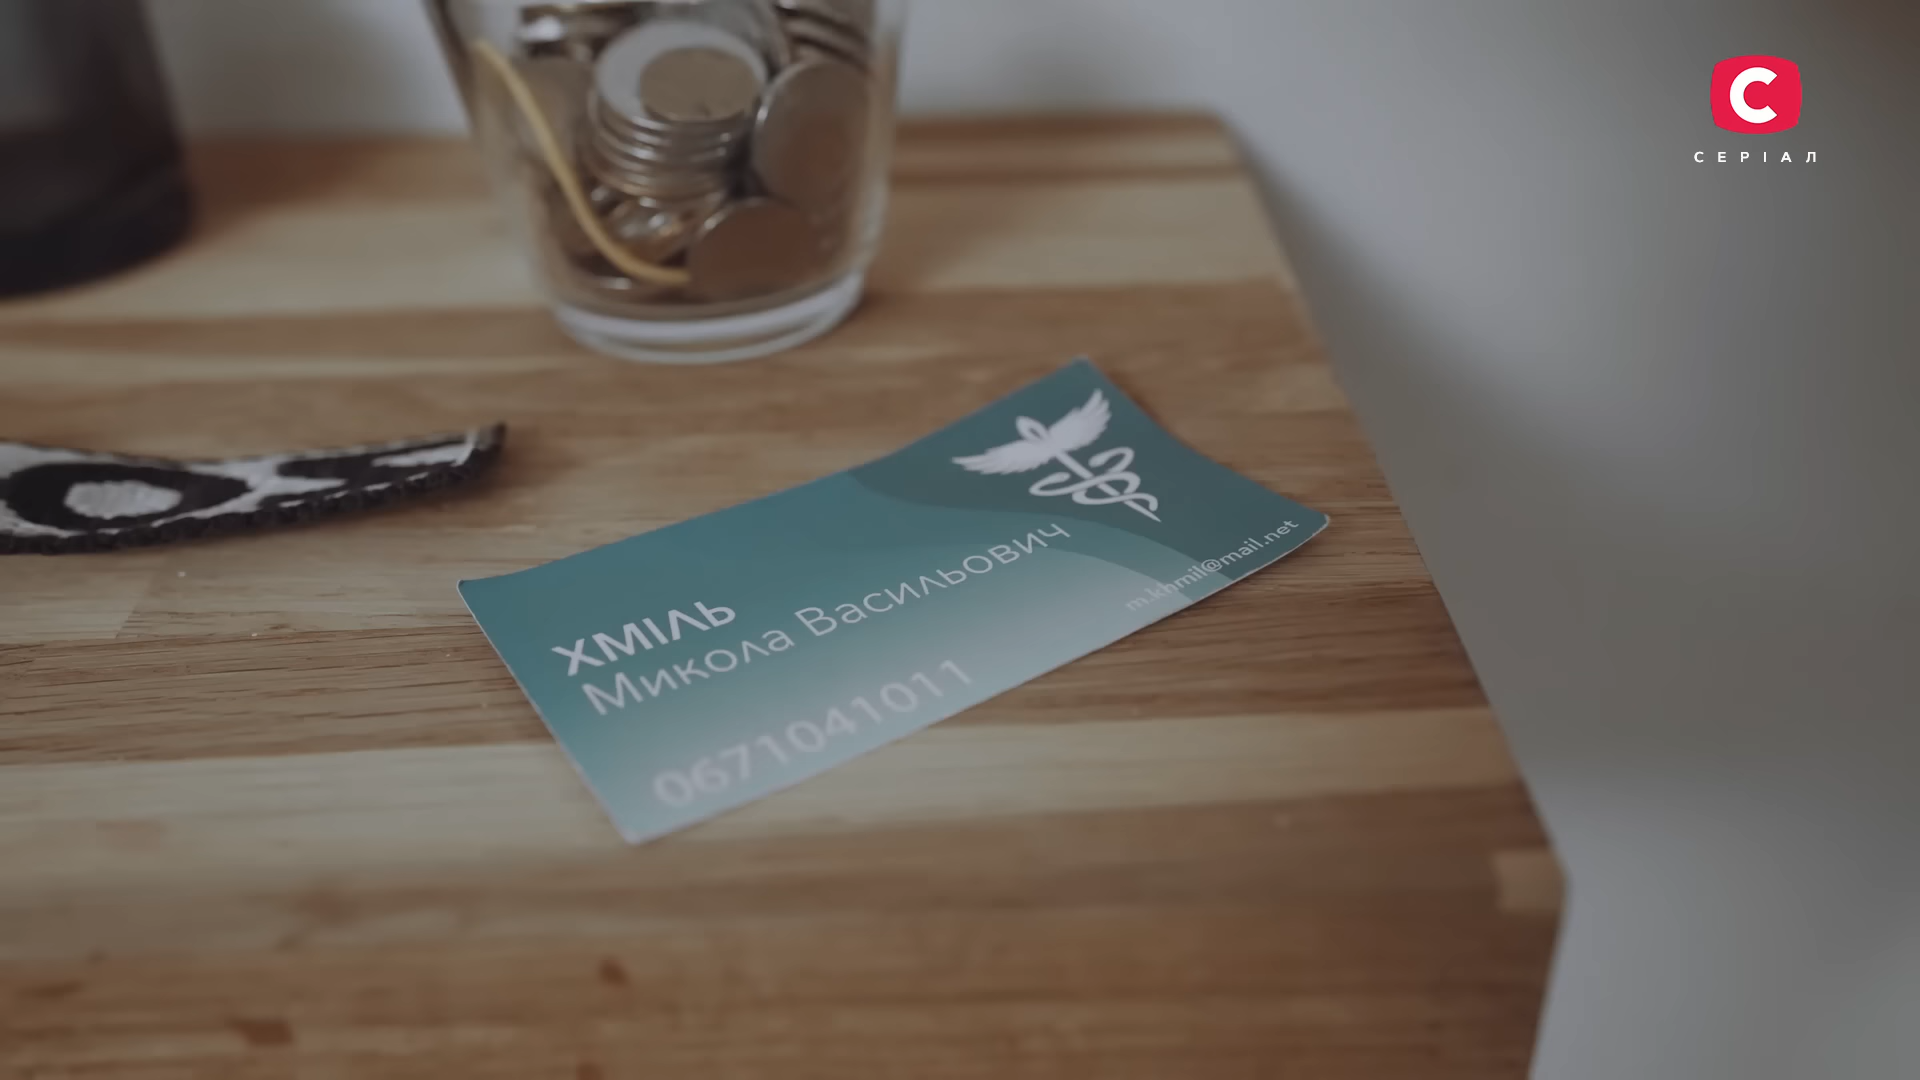 С
СЕРІАЛ
ХМІЛЬ
Микола Васильович
m.khmil@mail.net
0671041011